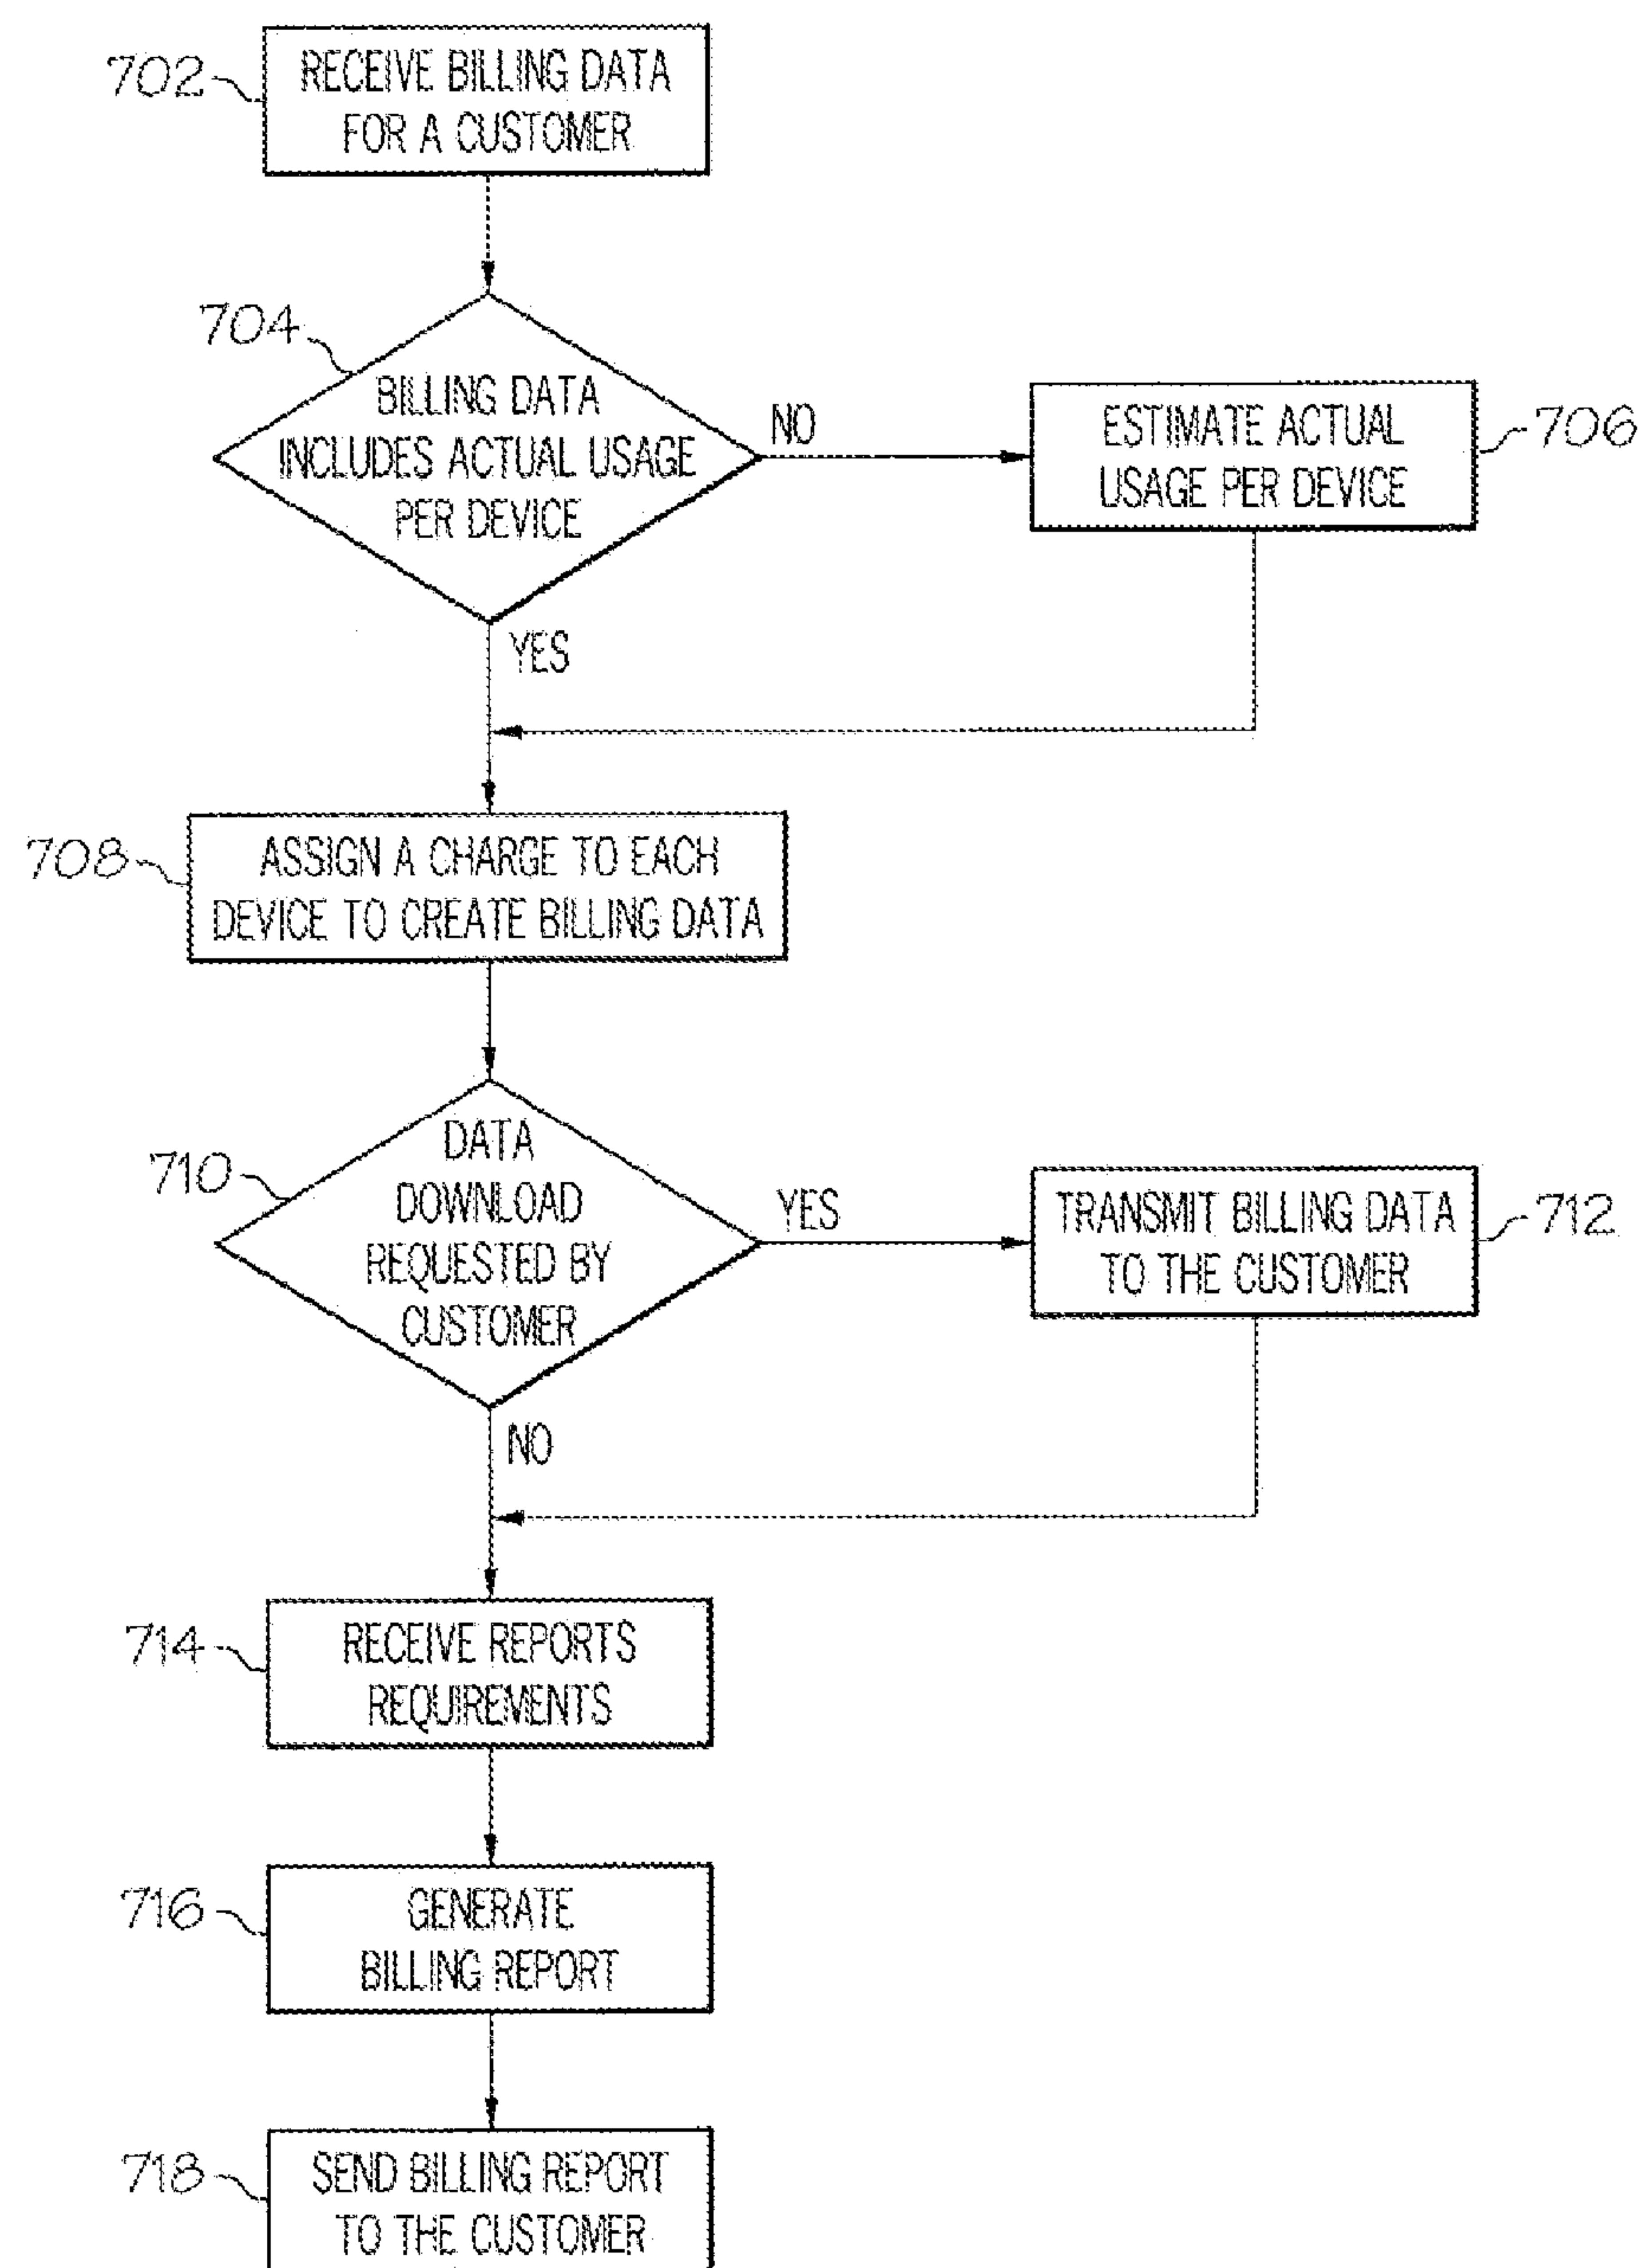 702
RECEIVE BILLING DATA
FOR A CUSTOMER
704
BILLING DATA
INCLUDES ACTUAL USAGE
PER DEVICE
NO
ESTIMATE ACTUAL
USAGE PER DEVICE
706
YES
708
ASSIGN A CHARGE TO EACH
DEVICE TO CREATE BILLING DATA
710
DATA
DOWNLOAD
REQUESTED BY
CUSTOMER
YES
TRANSMIT BILLING DATA
TO THE CUSTOMER
712
NO
714
RECEIVE REPORTS
REQUIREMENTS
716
GENERATE
BILLING REPORT
718
SEND BILLING REPORT
TO THE CUSTOMER